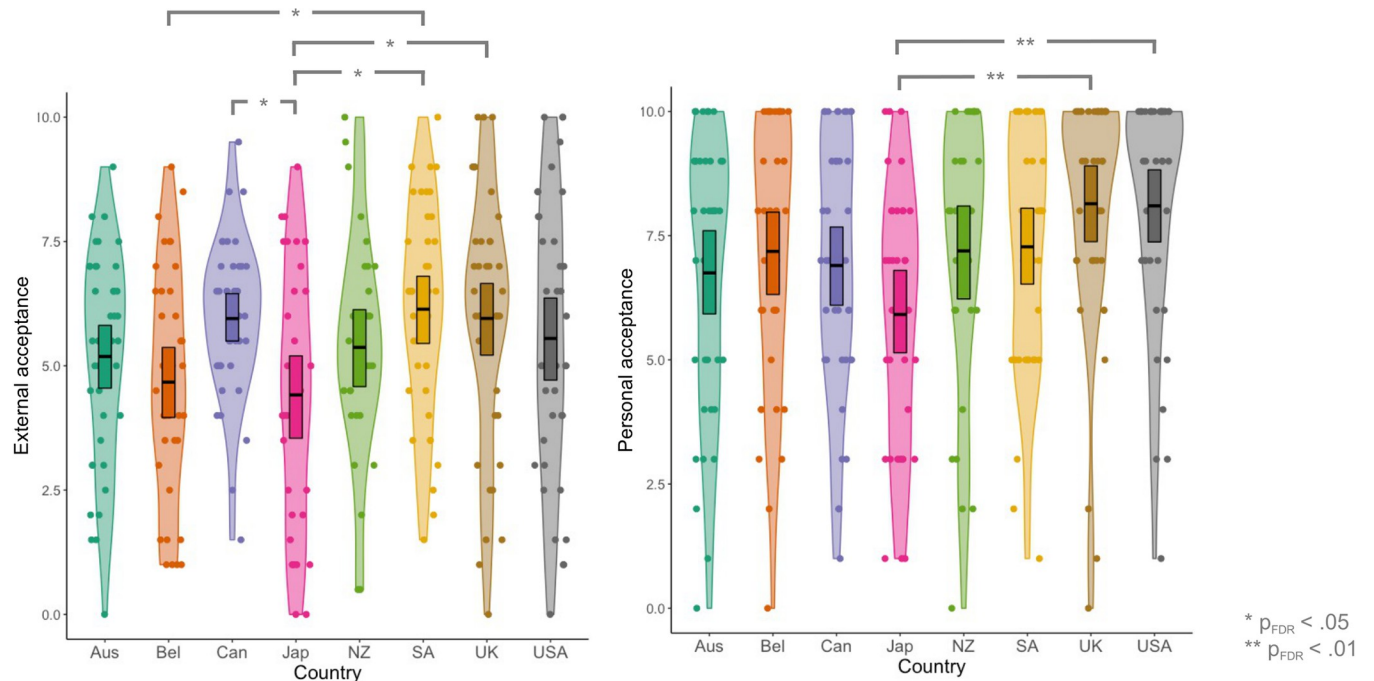 *
*
**
*
**
*
External acceptance
10.0
7.5
5.0
2.5
0.0
Aus Bel Can Jap NZ SA UK USA
Country
Personal acceptance
10.0
7.5
5.0
2.5
0.0
Aus Bel Can Jap NZ SA UK USA
Country
* pFDR < .05
** pFDR < .01